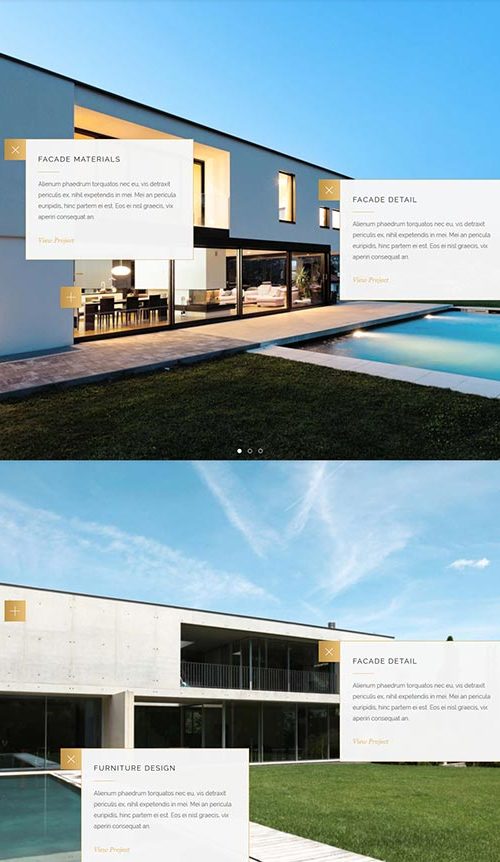 FACADE MATERIALS
Alienum phaedrum torquatos nec eu, vis detraxit
periculis ex, nihil expetendis in mei. Mei an pericula
euripidis, hinc partem ei est. Eos ei nisl graecis, vix
aperiri consequat an.
View Project
FACADE DETAIL
Alienum phaedrum torquatos nec eu, vis detraxit
periculis ex, nihil expetendis in mei. Mei an pericula
euripidis, hinc partem ei est. Eos ei nisl graecis, vix
aperiri consequat an.
View Project
FACADE DETAIL
Alienum phaedrum torquatos nec eu, vis detraxit
periculis ex, nihil expetendis in mei. Mei an pericula
euripidis, hinc partem ei est. Eos ei nisl graecis, vix
aperiri consequat an.
View Project
FURNITURE DESIGN
Alienum phaedrum torquatos nec eu, vis detraxit
periculis ex, nihil expetendis in mei. Mei an pericula
euripidis, hinc partem ei est. Eos ei nisl graecis, vix
aperiri consequat an.
View Project